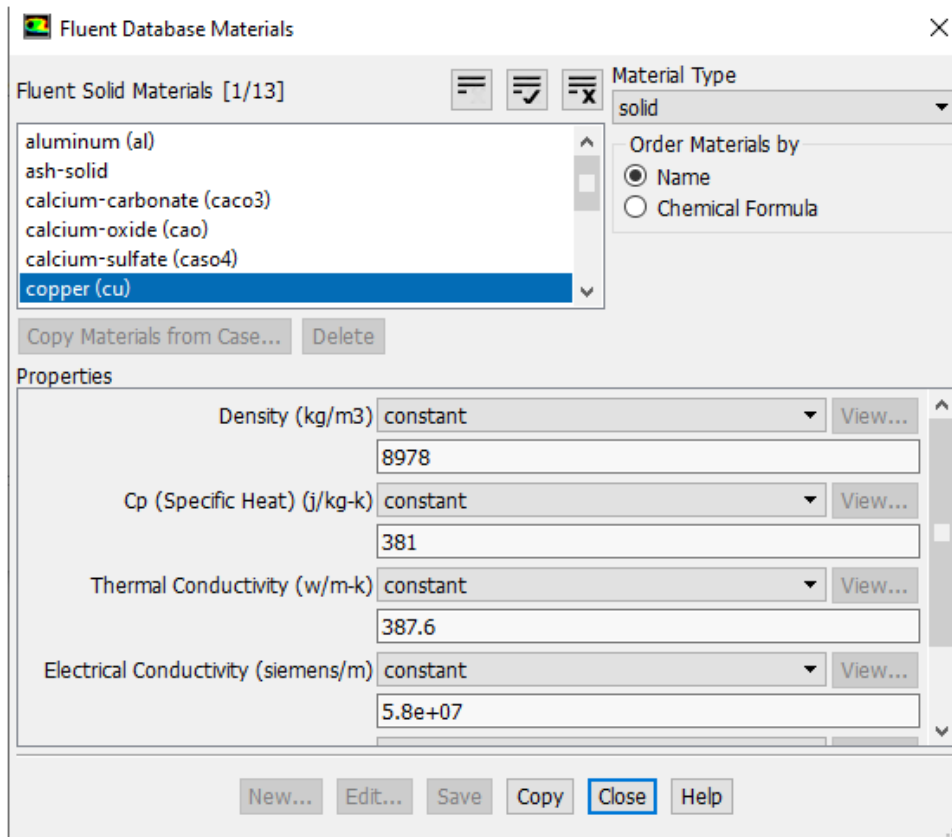 Fluent Database Materials
Fluent Solid Materials [1/13]
Material Type
solid
aluminum (al)
ash-solid
calcium-carbonate (caco3)
calcium-oxide (cao)
calcium-sulfate (caso4)
copper (cu)
Order Materials by
Name
Chemical Formula
Copy Materials from Case... Delete
Properties
Density (kg/m3) constant View...
8978
Cp (Specific Heat) (j/kg-k) constant View...
381
Thermal Conductivity (w/m-k) constant View...
387.6
Electrical Conductivity (siemens/m) constant View...
5.8e+07
New... Edit... Save Copy Close Help